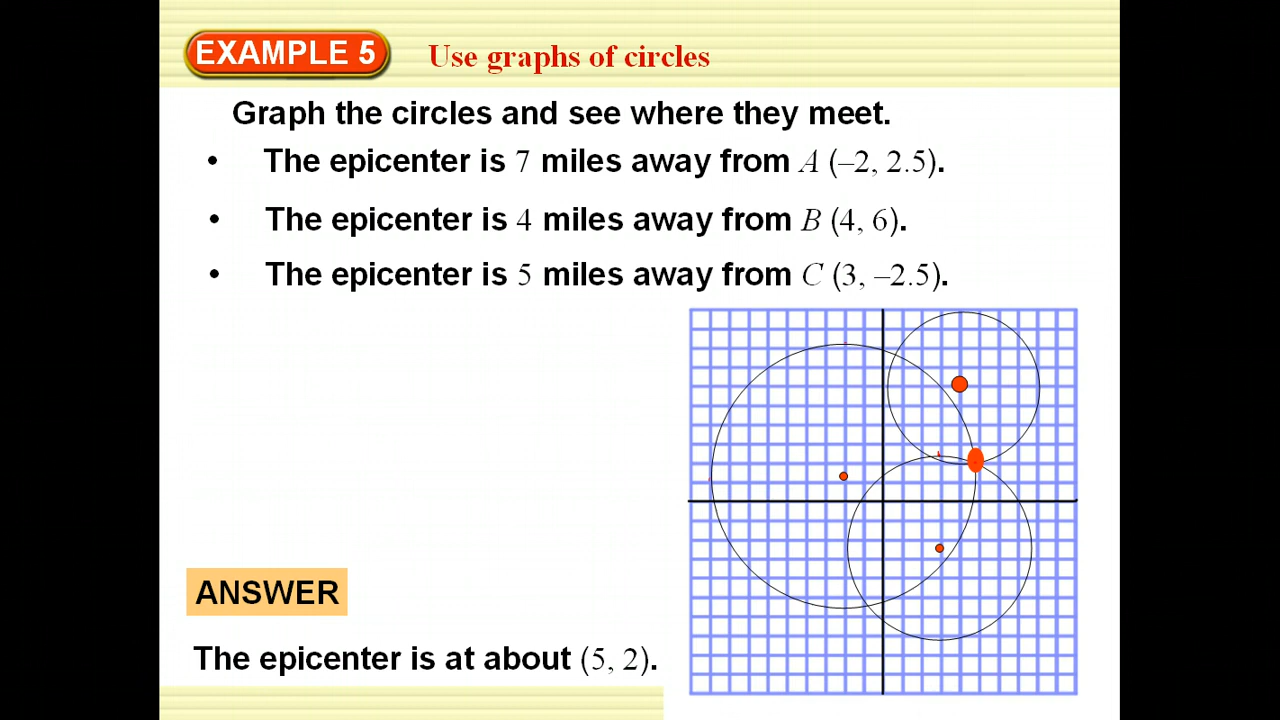 EXAMPLE 5
Use graphs of circles
Graph the circles and see where they meet.
• The epicenter is 7 miles away from A (–2, 2.5).
• The epicenter is 4 miles away from B (4, 6).
• The epicenter is 5 miles away from C (3, –2.5).
ANSWER
The epicenter is at about (5, 2).